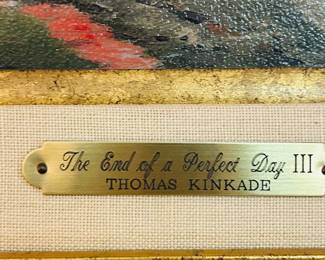 The End of a Perfect Day III
THOMAS KINKADE